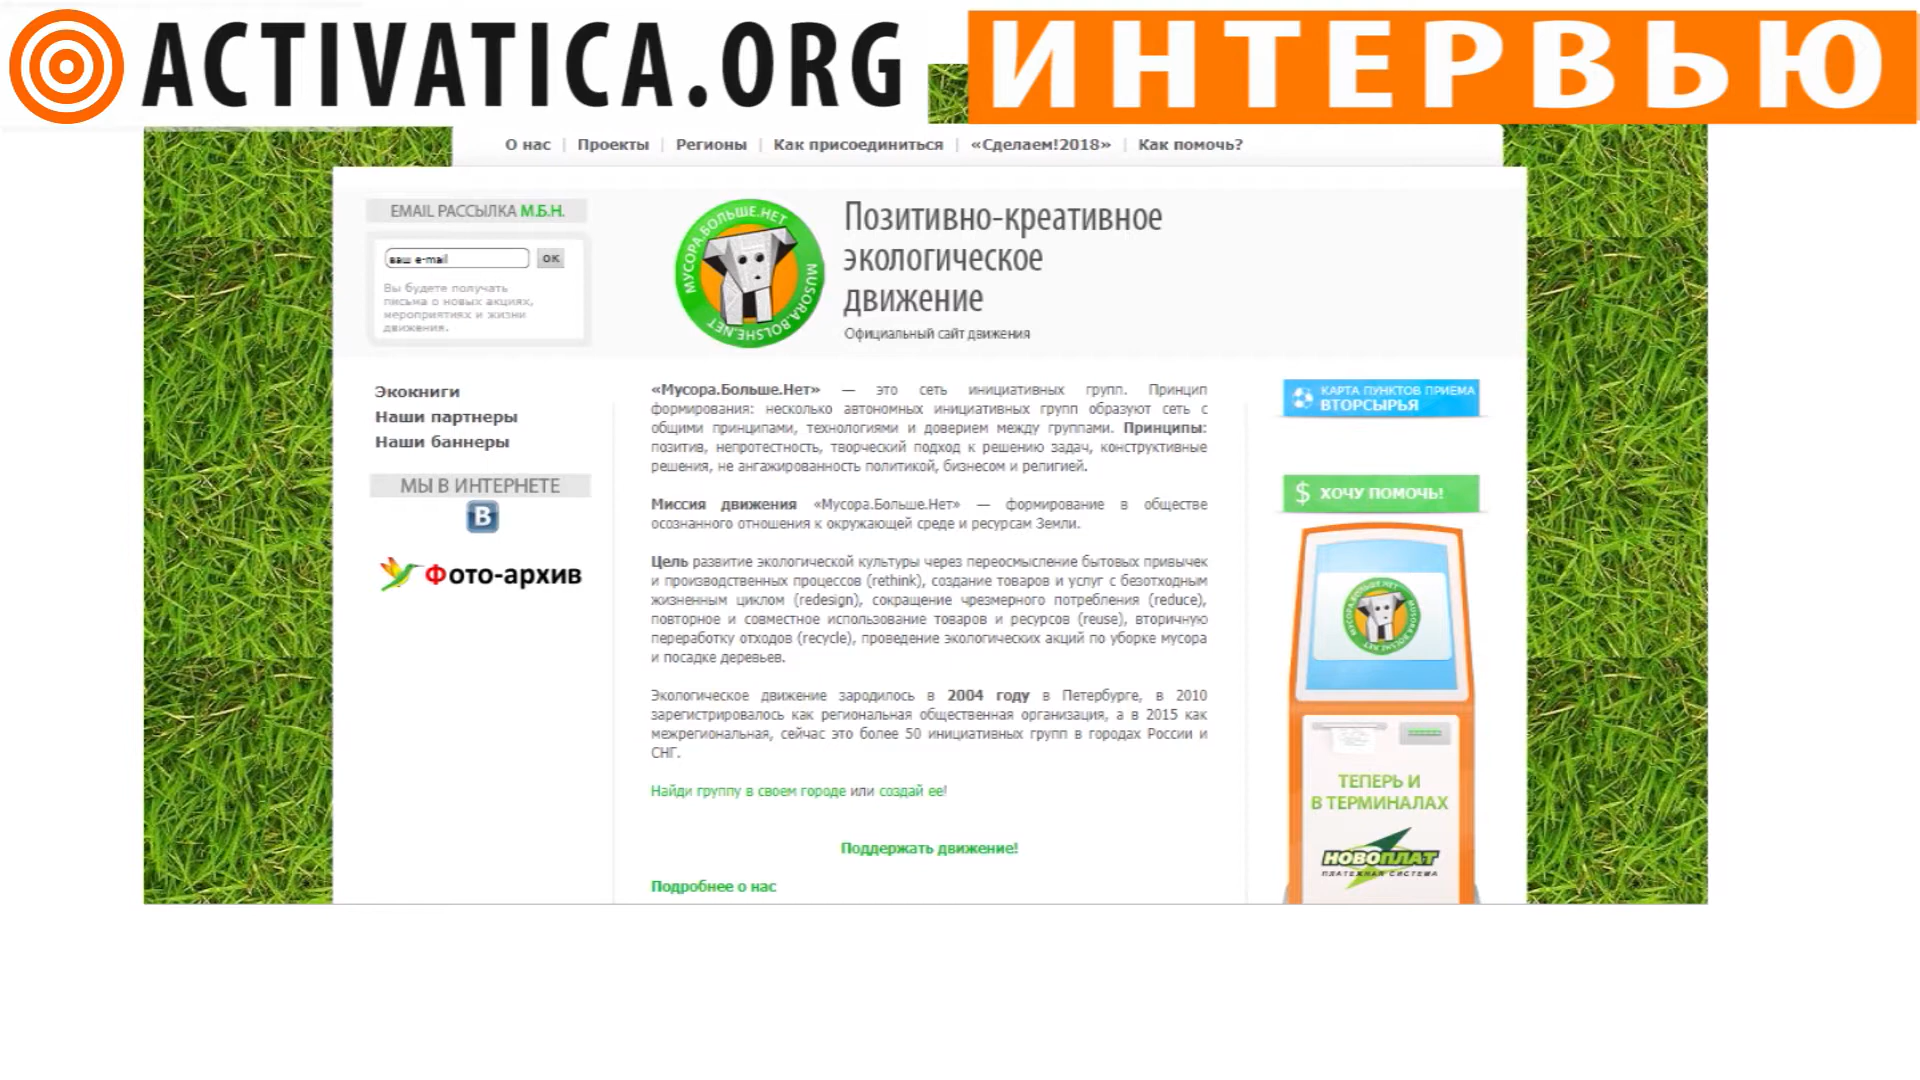 ACTIVATICA.ORG
ИНТЕРВЬЮ
О нас | Проекты | Регионы | Как присоединиться | «Сделаем!2018» | Как помочь?
EMAIL РАССЫЛКА М.Б.Н.
ваш e-mail
ОК
Вы будете получать
письма о новых акциях,
мероприятиях и жизни
движения.
МУСОРА.БОЛЬШЕ.НЕТ
MUSORA.BOLSHE.NET
Позитивно-креативное
экологическое
движение
Официальный сайт движения
Экокниги
Наши партнеры
Наши баннеры
МЫ В ИНТЕРНЕТЕ
В
Фото-архив
«Мусора.Больше.Нет» — это сеть инициативных групп. Принцип
формирования: несколько автономных инициативных групп образуют сеть с
общими принципами, технологиями и доверием между группами. Принципы:
позитив, непротестность, творческий подход к решению задач, конструктивные
решения, не ангажированность политикой, бизнесом и религией.
Миссия движения «Мусора.Больше.Нет» — формирование в обществе
осознанного отношения к окружающей среде и ресурсам Земли.
Цель развитие экологической культуры через переосмысление бытовых привычек
и производственных процессов (rethink), создание товаров и услуг с безотходным
жизненным циклом (redesign), сокращение чрезмерного потребления (reduce),
повторное и совместное использование товаров и ресурсов (reuse), вторичную
переработку отходов (recycle), проведение экологических акций по уборке мусора
и посадке деревьев.
Экологическое движение зародилось в 2004 году в Петербурге, в 2010
зарегистрировалось как региональная общественная организация, а в 2015 как
межрегиональная, сейчас это более 50 инициативных групп в городах России и
СНГ.
Найди группу в своем городе или создай ее!
Поддержать движение!
Подробнее о нас
КАРТА ПУНКТОВ ПРИЕМА
ВТОРСЫРЬЯ
$ ХОЧУ ПОМОЧЬ!
МУСОРА.БОЛЬШЕ.НЕТ
MUSORA.BOLSHE.NET
ТЕПЕРЬ И
В ТЕРМИНАЛАХ
НОВОПЛАТ
ПЛАТЕЖНАЯ СИСТЕМА